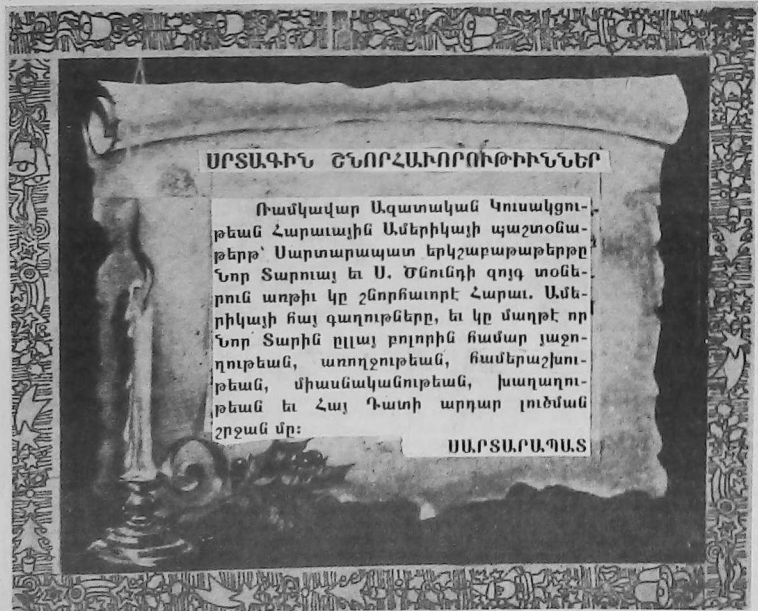 ՍՐՏԱԳԻՆ ՇՆՈՐՀԱՒՈՐՈՒԹԻՒՆՆԵՐ
Ռամկավար Ազատական Կուսակցու-
թեան Հարաւային Ամերիկայի պաշտօնա-
թերթ՝ Սարտարապատ երկշաբաթաթերթը
Նոր Տարուայ եւ Ս. Ծնունդի զոյգ տօնե-
րուն առթիւ կը շնորհաւորէ Հարաւ. Ամե-
րիկայի հայ գաղութները, եւ կը մաղթէ որ
Նոր Տարին ըլլայ բոլորին համար յաջո-
ղութեան, առողջութեան, համերաշխու-
թեան, միասնականութեան, խաղաղու-
թեան եւ Հայ Դատի արդար լուծման
շրջան մը:
ՍԱՐՏԱՐԱՊԱՏ